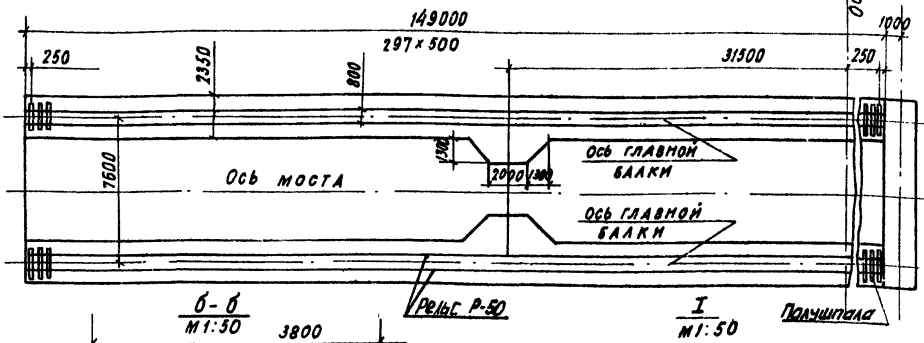 149000
297×500
1000
250
2350
800
31500
250
7600
1300
2000
1300
Ось моста
Ось главной
балки
Ось главной
балки
б-б
М1:50
3800
Рельс Р-50
I
М1:50
Полушпала